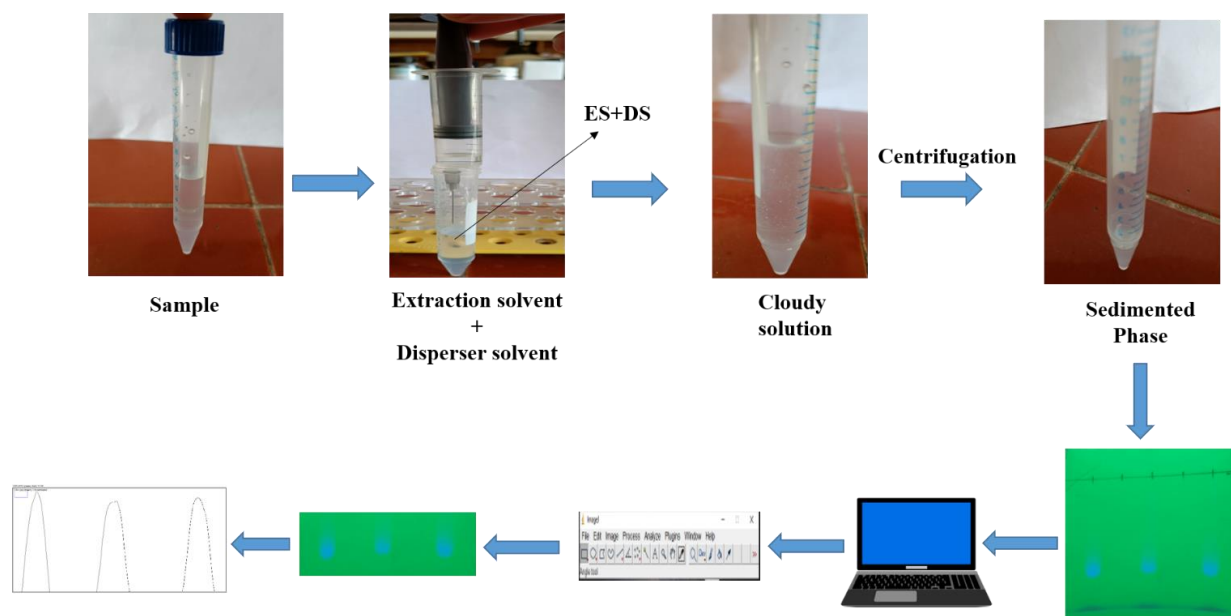 ES+DS
Centrifugation
Sample
Extraction solvent
+
Disperser solvent
Cloudy
solution
Sedimented
Phase
ImageJ
File Edit Image Process Analyze Plugins Window Help